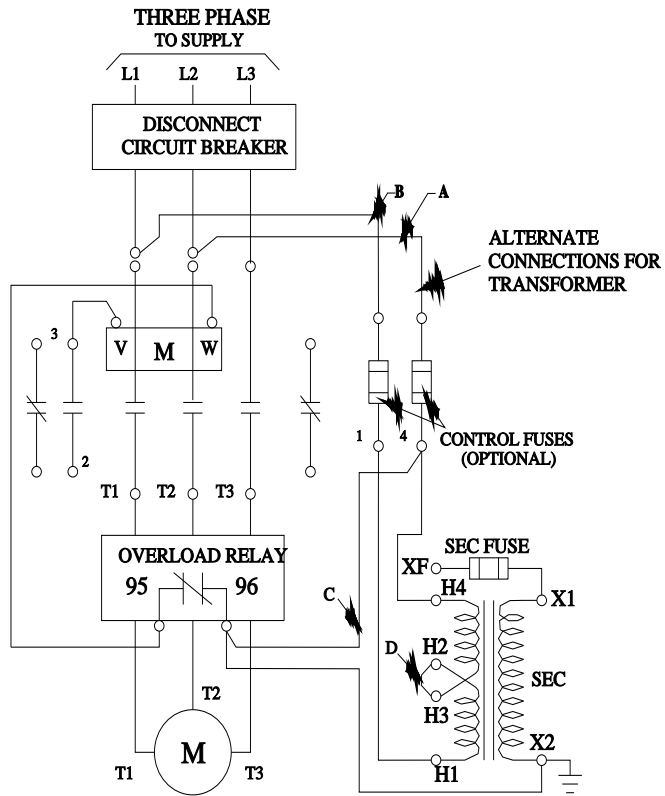 THREE PHASE
TO SUPPLY
L1 L2 L3
DISCONNECT
CIRCUIT BREAKER
B A
ALTERNATE
CONNECTIONS FOR
TRANSFORMER
3
V M W
1 4
CONTROL FUSES
(OPTIONAL)
2
T1 T2 T3
OVERLOAD RELAY
95 96
SEC FUSE
XF
H4 X1
C
D H2
SEC
H3
T2
M
X2
T1 T3 H1